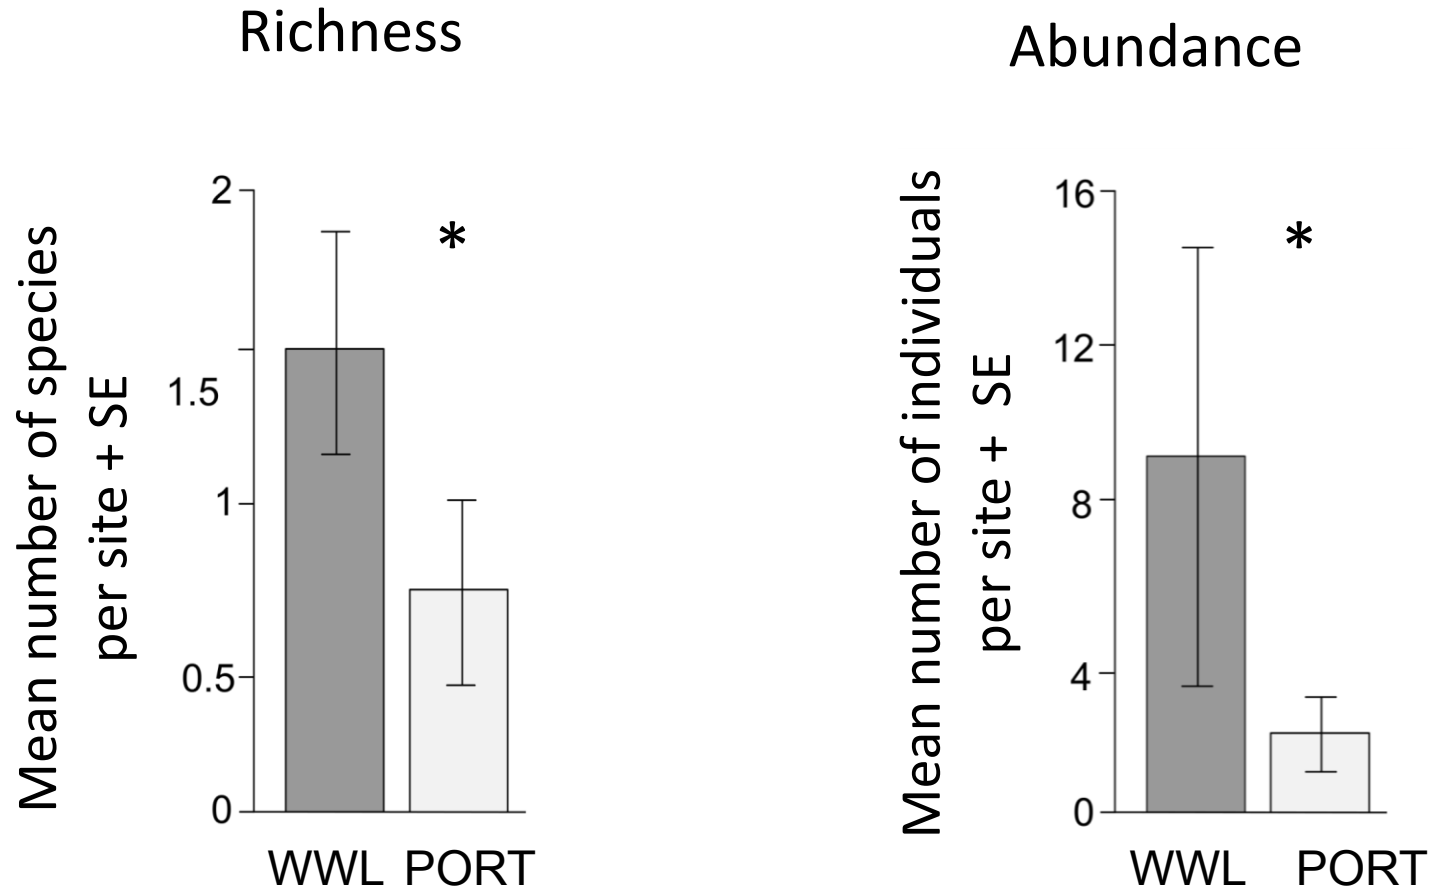 Richness
Mean number of species
per site + SE
2
*
1.5
1
0.5
0
WWL PORT
Abundance
Mean number of individuals
per site + SE
16
*
12
8
4
0
WWL PORT